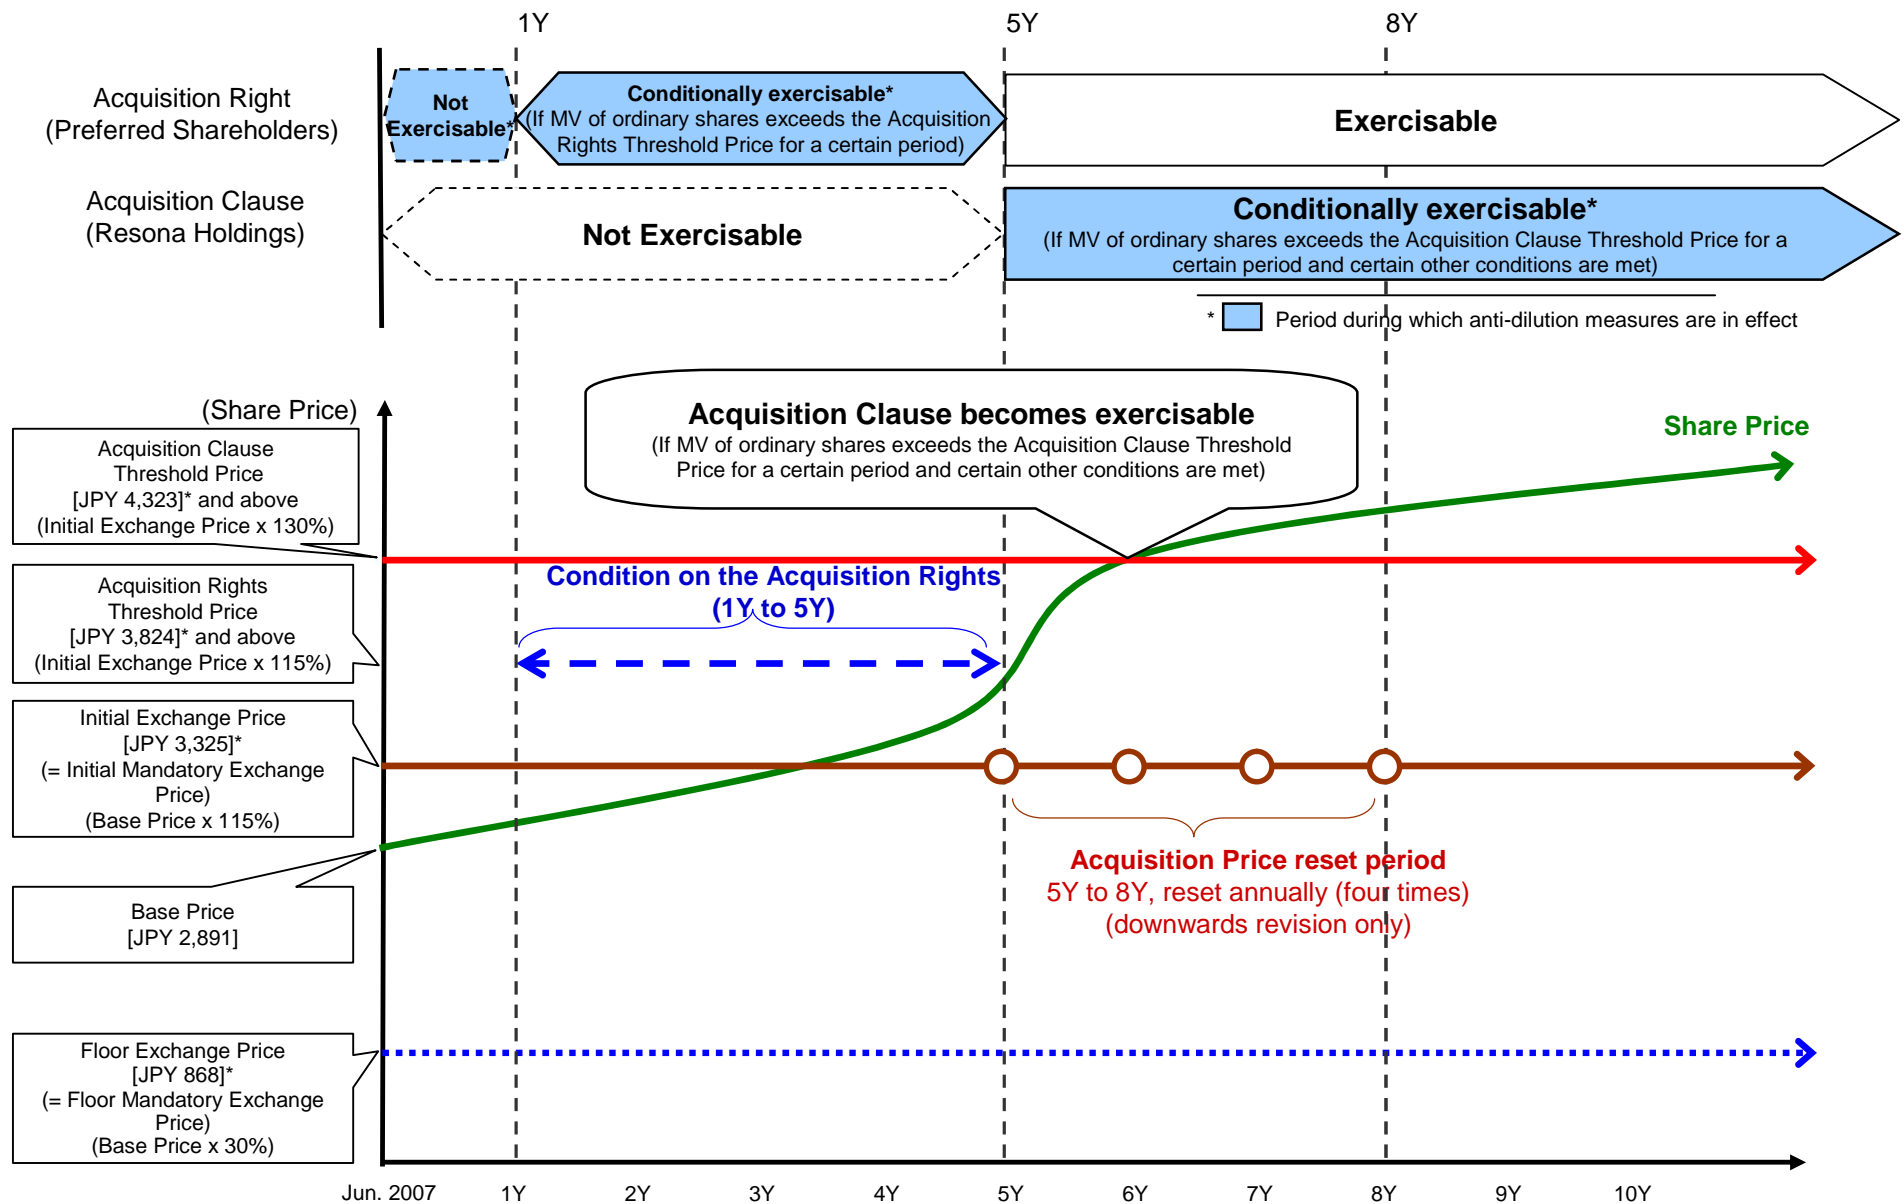 1Y 5Y 8Y
Acquisition Right
(Preferred Shareholders)
Not
Exercisable*
Conditionally exercisable*
(If MV of ordinary shares exceeds the Acquisition
Rights Threshold Price for a certain period)
Exercisable
Acquisition Clause
(Resona Holdings)
Not Exercisable
Conditionally exercisable*
(If MV of ordinary shares exceeds the Acquisition Clause Threshold Price for a
certain period and certain other conditions are met)
* Period during which anti-dilution measures are in effect
(Share Price)
Acquisition Clause becomes exercisable
(If MV of ordinary shares exceeds the Acquisition Clause Threshold
Price for a certain period and certain other conditions are met)
Share Price
Acquisition Clause
Threshold Price
[JPY 4,323]* and above
(Initial Exchange Price x 130%)
Condition on the Acquisition Rights
(1Y to 5Y)
Acquisition Rights
Threshold Price
[JPY 3,824]* and above
(Initial Exchange Price x 115%)
Initial Exchange Price
[JPY 3,325]*
(= Initial Mandatory Exchange
Price)
(Base Price x 115%)
Acquisition Price reset period
5Y to 8Y, reset annually (four times)
(downwards revision only)
Base Price
[JPY 2,891]
Floor Exchange Price
[JPY 868]*
(= Floor Mandatory Exchange
Price)
(Base Price x 30%)
Jun. 2007 1Y 2Y 3Y 4Y 5Y 6Y 7Y 8Y 9Y 10Y